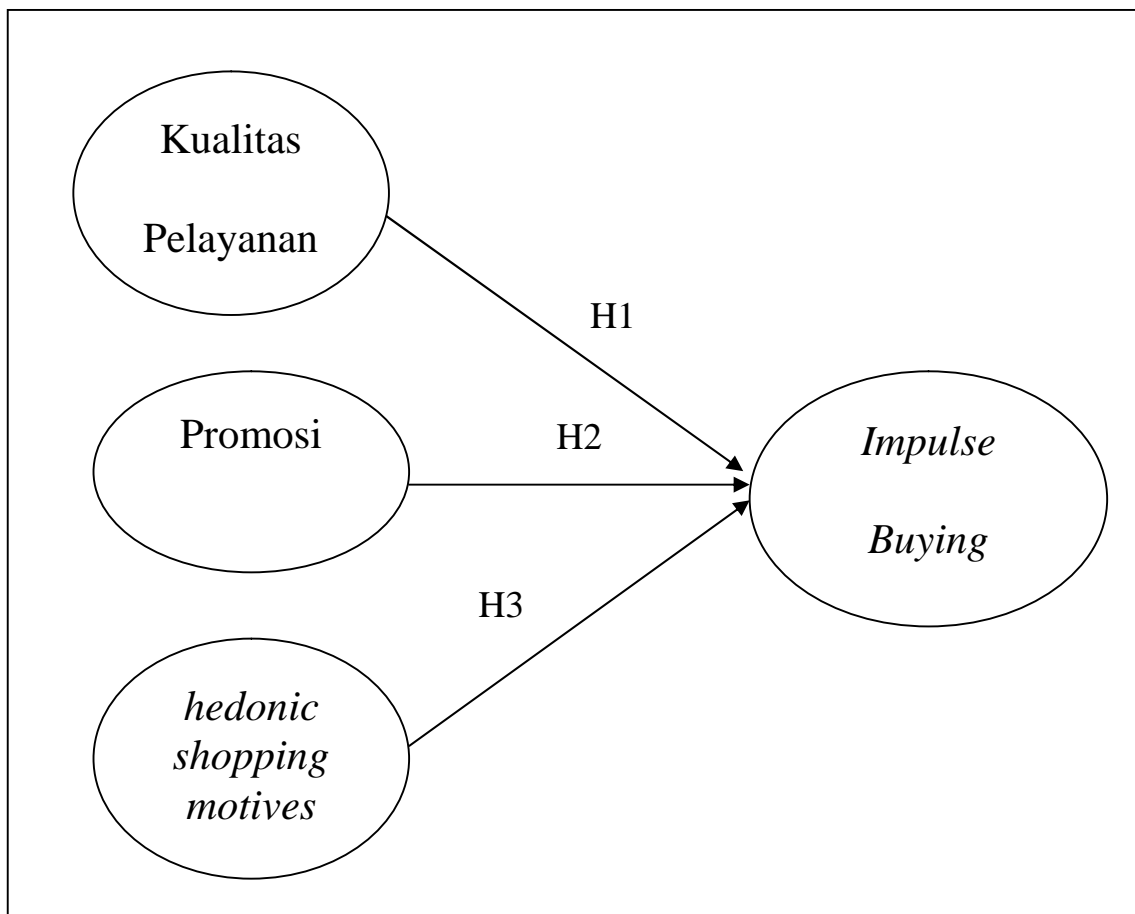 Kualitas
Pelayanan
H1
Promosi
H2
Impulse
Buying
H3
hedonic
shopping
motives